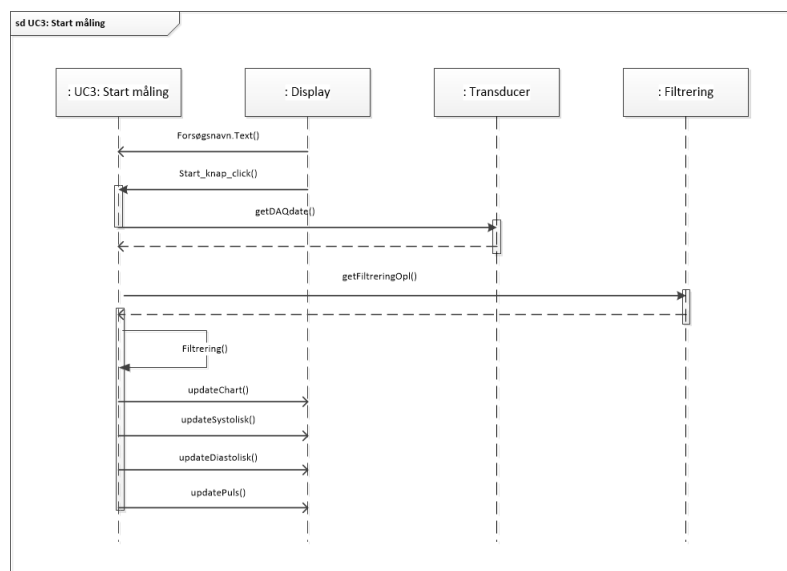 sd UC3: Start måling
: UC3: Start måling
: Display
: Transducer
: Filtrering
Forsøgsnavn.Text()
Start_knap_click()
getDAQdate()
getFiltreringOpl()
Filtrering()
updateChart()
updateSystolisk()
updateDiastolisk()
updatePuls()